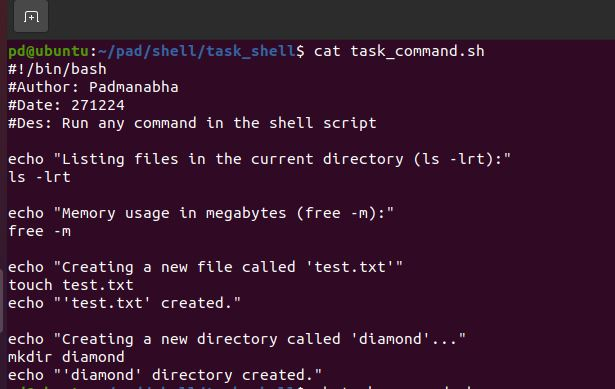 pd@ubuntu:~/pad/shell/task_shell$ cat task_command.sh
#!/bin/bash
#Author: Padmanabha
#Date: 271224
#Des: Run any command in the shell script
echo "Listing files in the current directory (ls -lrt):"
ls -lrt
echo "Memory usage in megabytes (free -m):"
free -m
echo "Creating a new file called 'test.txt'"
touch test.txt
echo "'test.txt' created."
echo "Creating a new directory called 'diamond'..."
mkdir diamond
echo "'diamond' directory created."